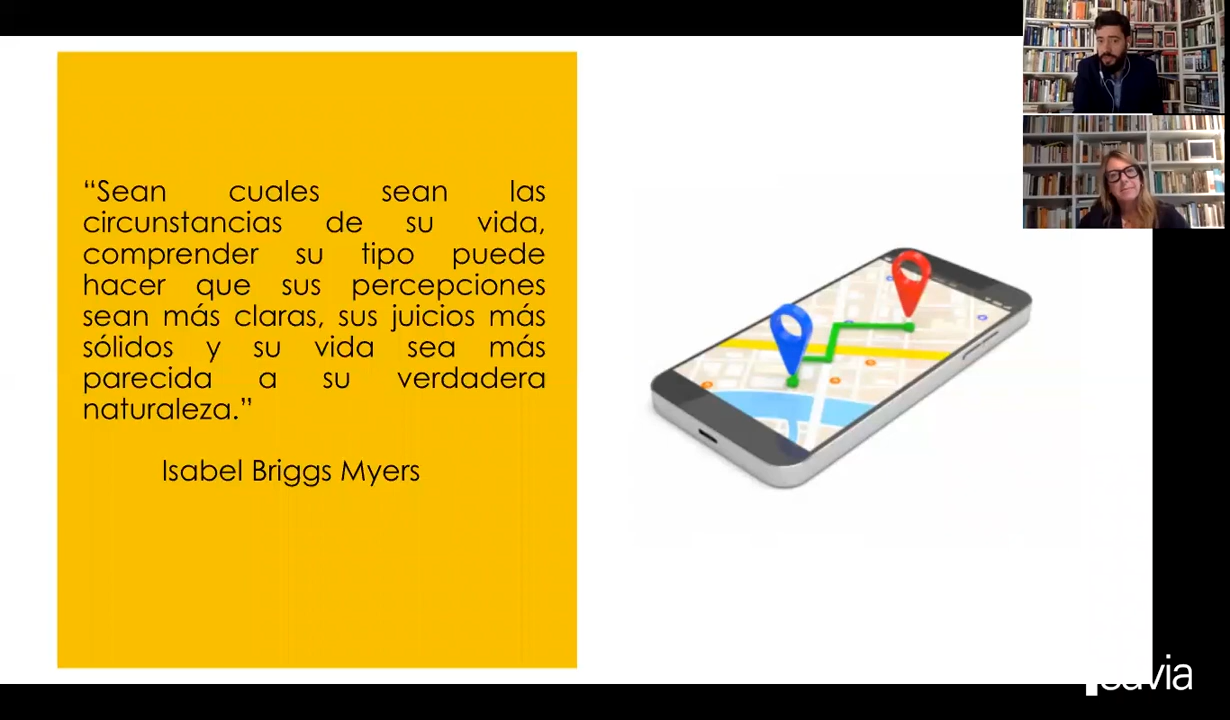 “Sean cuales sean las
circunstancias de su vida,
comprender su tipo puede
hacer que sus percepciones
sean más claras, sus juicios más
sólidos y su vida sea más
parecida a su verdadera
naturaleza.”
Isabel Briggs Myers